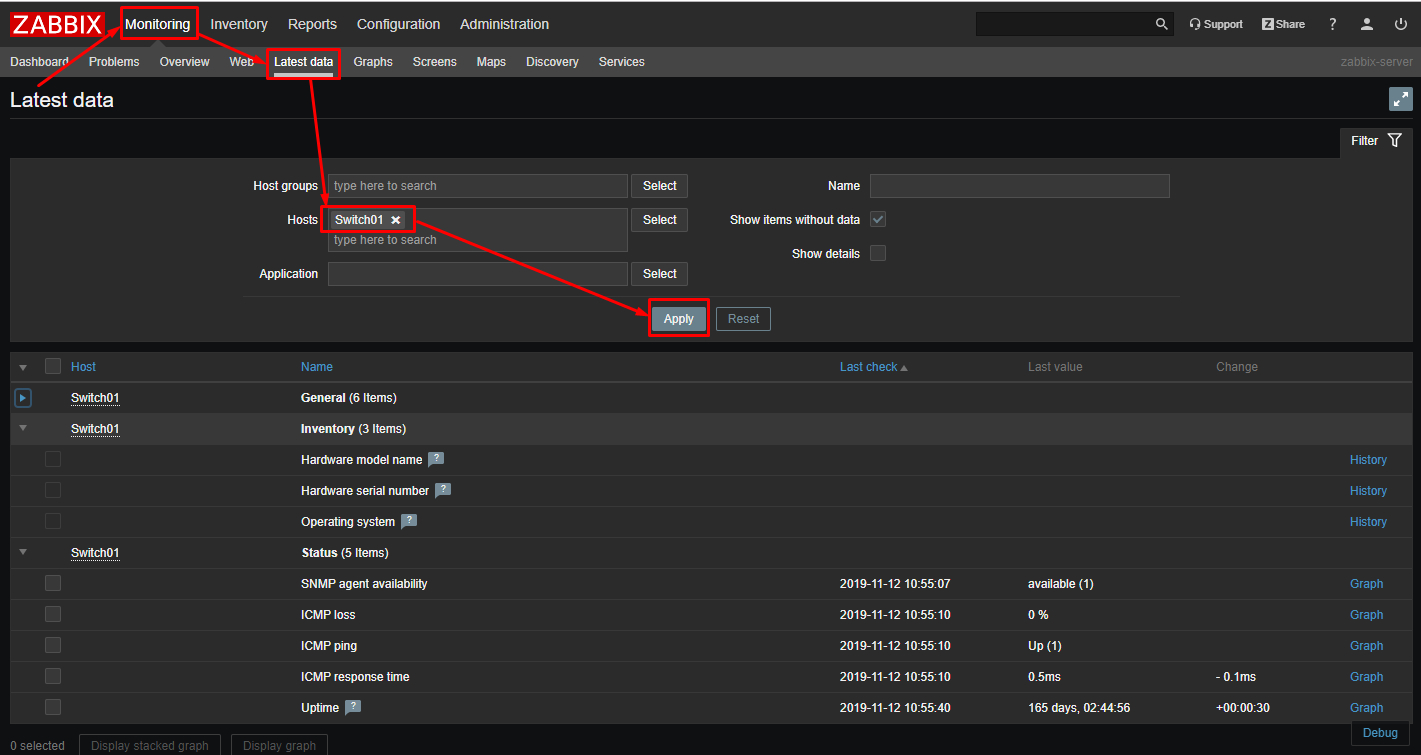 ZABBIX Monitoring Inventory Reports Configuration Administration Support Z Share ?
Dashboard Problems Overview Web Latest data Graphs Screens Maps Discovery Services zabbix-server
Latest data
Filter
Host groups type here to search Select Name
Hosts Switch01 Select Show items without data
type here to search
Show details
Application Select
Apply Reset
Host Name Last check Last value Change
Switch01 General (6 Items)
Switch01 Inventory (3 Items)
Hardware model name ? History
Hardware serial number ? History
Operating system ? History
Switch01 Status (5 Items)
SNMP agent availability 2019-11-12 10:55:07 available (1) Graph
ICMP loss 2019-11-12 10:55:10 0 % Graph
ICMP ping 2019-11-12 10:55:10 Up (1) Graph
ICMP response time 2019-11-12 10:55:10 0.5ms - 0.1ms Graph
Uptime ? 2019-11-12 10:55:40 165 days, 02:44:56 +00:00:30 Graph
Debug
0 selected Display stacked graph Display graph